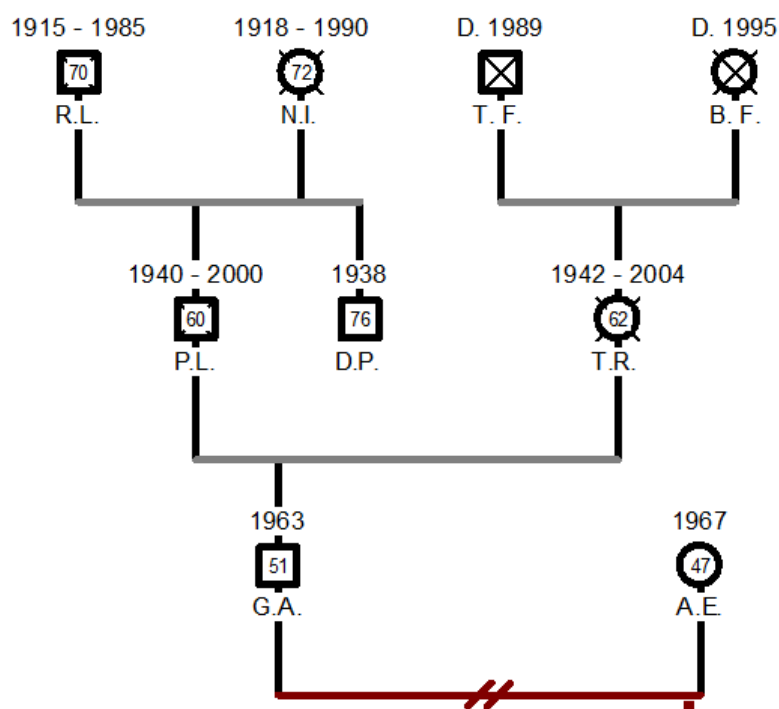 1915 - 1985 1918 - 1990 D. 1989 D. 1995
70 72
R.L. N.I. T. F. B. F.
1940 - 2000 1938 1942 - 2004
60 76 62
P.L. D.P. T.R.
1963 1967
51 47
G.A. A.E.